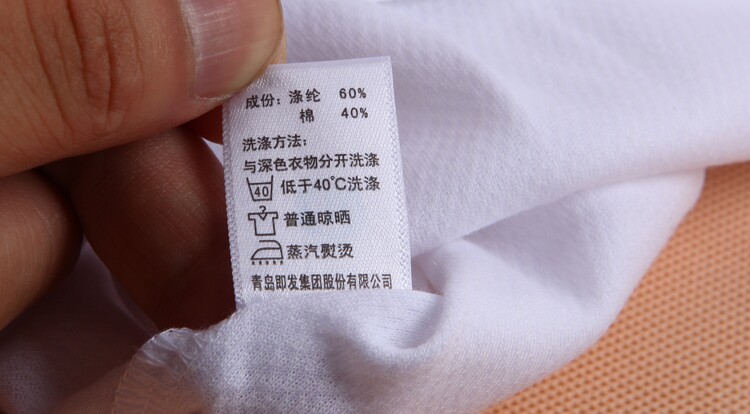 成份：涤纶 60%
棉 40%
洗涤方法：
与深色衣物分开洗涤
40 低于40℃洗涤
普通晾晒
蒸汽熨烫
青岛即发集团股份有限公司